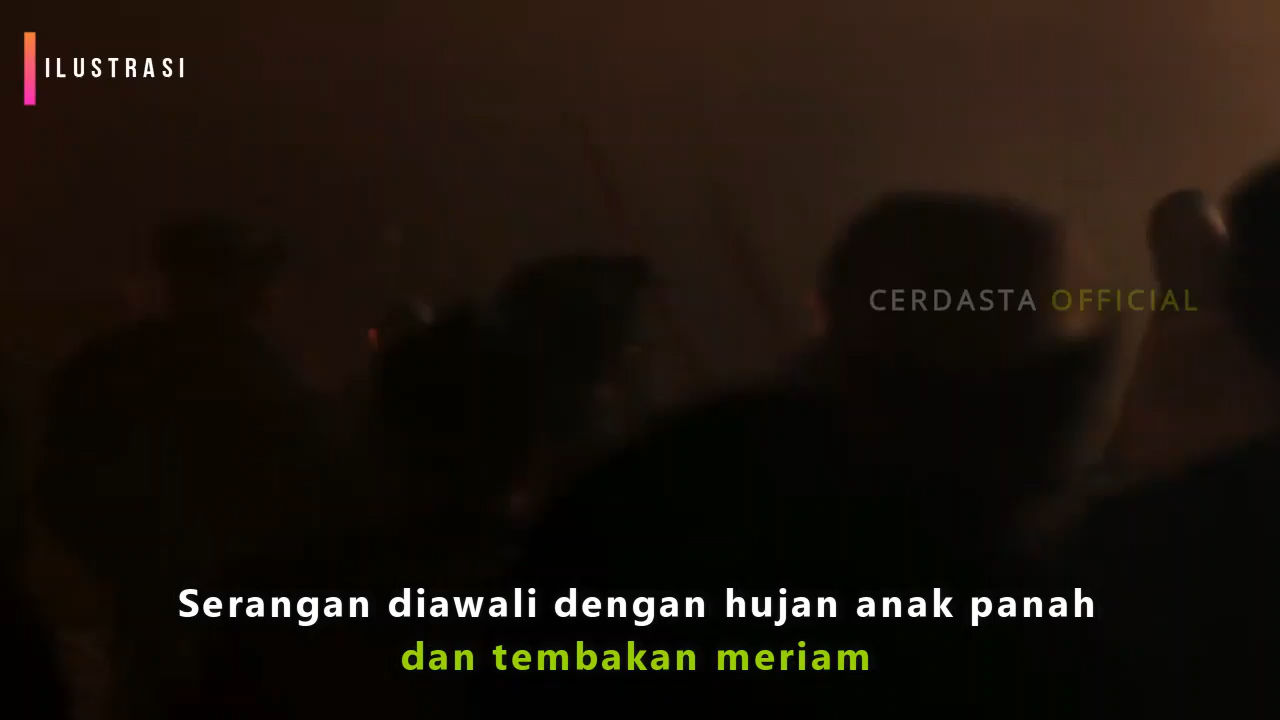 ILUSTRASI
CERDASTA OFFICIAL
Serangan diawali dengan hujan anak panah
dan tembakan meriam